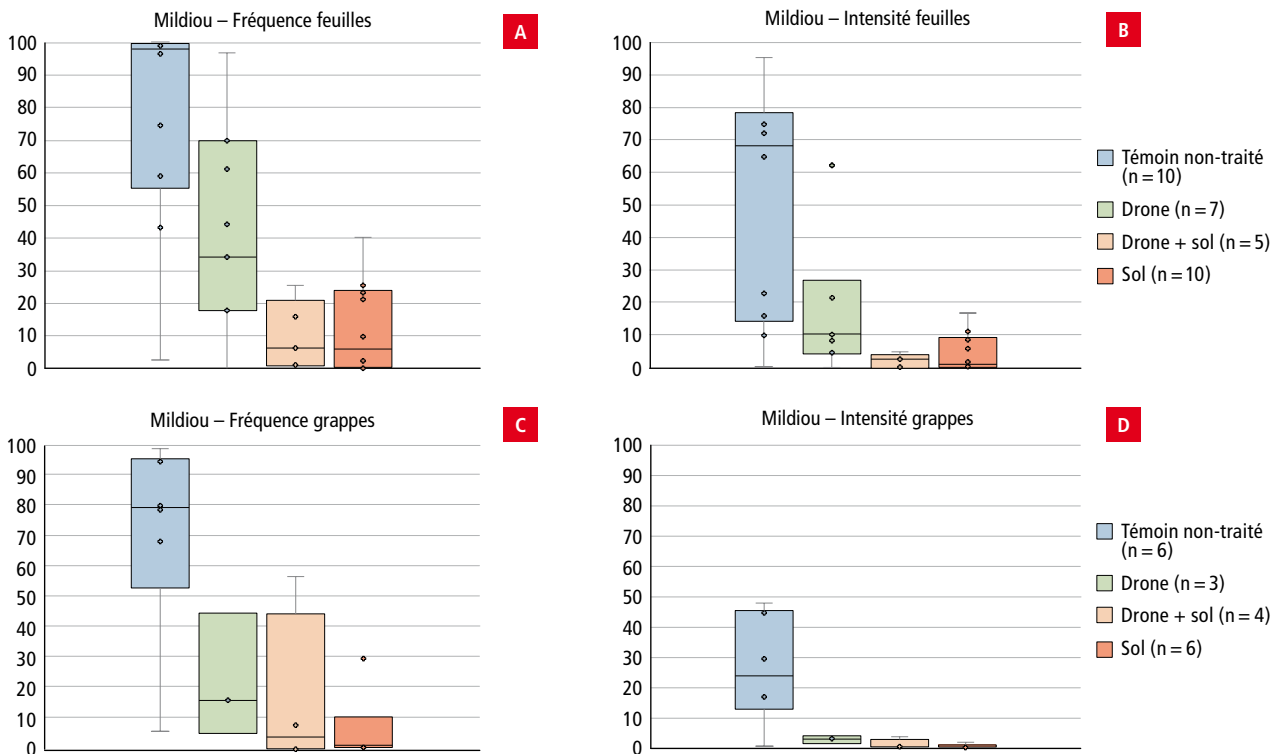 Mildiou – Fréquence feuilles
A
100
90
80
70
60
50
40
30
20
10
0
Mildiou – Intensité feuilles
B
100
90
80
70
60
50
40
30
20
10
0
Témoin non-traité
(n = 10)
Drone (n = 7)
Drone + sol (n = 5)
Sol (n = 10)
Mildiou – Fréquence grappes
C
100
90
80
70
60
50
40
30
20
10
0
Mildiou – Intensité grappes
D
100
90
80
70
60
50
40
30
20
10
0
Témoin non-traité
(n = 6)
Drone (n = 3)
Drone + sol (n = 4)
Sol (n = 6)